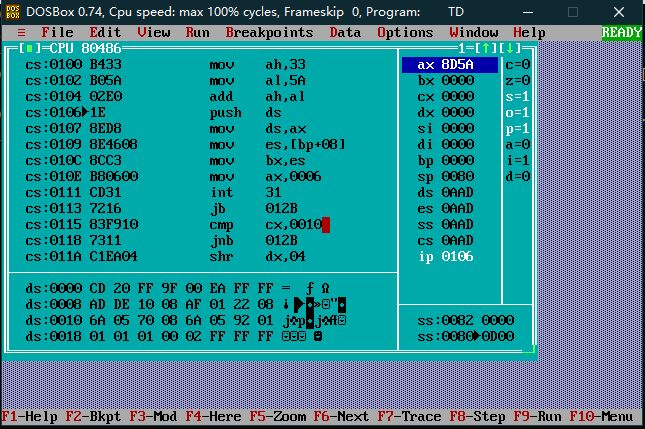 DOSBox 0.74, Cpu speed: max 100% cycles, Frameskip 0, Program: TD
≡ File Edit View Run Breakpoints Data Options Window Help READY
[■]=CPU 80486 1=[↑][↓]
cs:0100 B433 mov ah,33 ax 8D5A c=0
cs:0102 B05A mov al,5A bx 0000 z=0
cs:0104 02E0 add ah,al cx 0000 s=1
cs:0106▶1E push ds dx 0000 o=1
cs:0107 8ED8 mov ds,ax si 0000 p=1
cs:0109 8E4608 mov es,[bp+08] di 0000 a=0
cs:010C 8CC3 mov bx,es bp 0000 i=1
cs:010E B80600 mov ax,0006 sp 0080 d=0
cs:0111 CD31 int 31 ds 0AAD
cs:0113 7216 jb 012B es 0AAD
cs:0115 83F910 cmp cx,0010 ss 0AAD
cs:0118 7311 jnb 012B cs 0AAD
cs:011A C1EA04 shr dx,04 ip 0106
ds:0000 CD 20 FF 9F 00 EA FF FF = ƒ Ω
ds:0008 AD DE 10 08 AF 01 22 08
ds:0010 6A 05 70 08 6A 05 92 01 ss:0082 0000
ds:0018 01 01 01 00 02 FF FF FF ss:0080▶0D00
F1-Help F2-Bkpt F3-Mod F4-Here F5-Zoom F6-Next F7-Trace F8-Step F9-Run F10-Menu